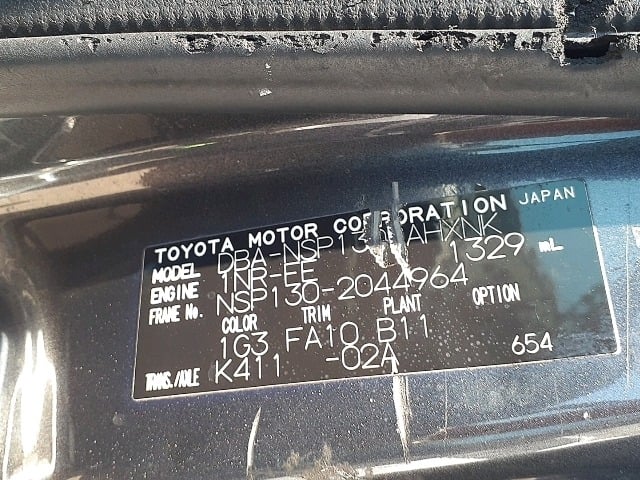 TOYOTA MOTOR CORPORATION JAPAN
MODEL DBA-NSP130-AHXNK
ENGINE 1NR-FE 1329 mL
FRAME No. NSP130-2044964
COLOR TRIM PLANT OPTION
1G3 FA10 B11
TRANS./AXLE K411 -02A 654